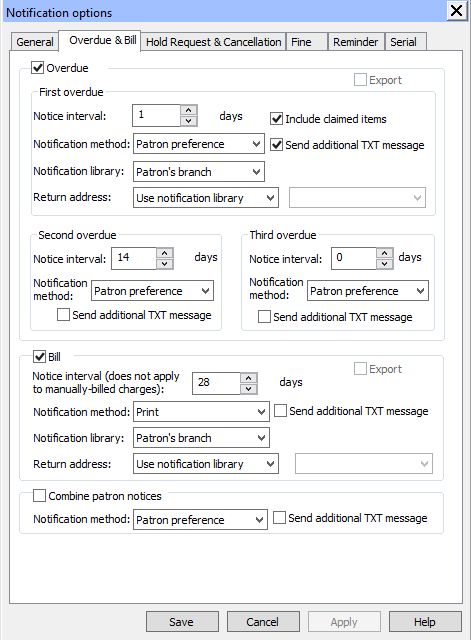 Notification options
General Overdue & Bill Hold Request & Cancellation Fine Reminder Serial
Overdue
Export
First overdue
Notice interval: 1 days Include claimed items
Notification method: Patron preference Send additional TXT message
Notification library: Patron's branch
Return address: Use notification library
Second overdue
Notice interval: 14 days
Notification
method: Patron preference
Send additional TXT message
Third overdue
Notice interval: 0 days
Notification
method: Patron preference
Send additional TXT message
Bill
Export
Notice interval (does not apply
to manually-billed charges): 28 days
Notification method: Print Send additional TXT message
Notification library: Patron's branch
Return address: Use notification library
Combine patron notices
Notification method: Patron preference Send additional TXT message
Save Cancel Apply Help